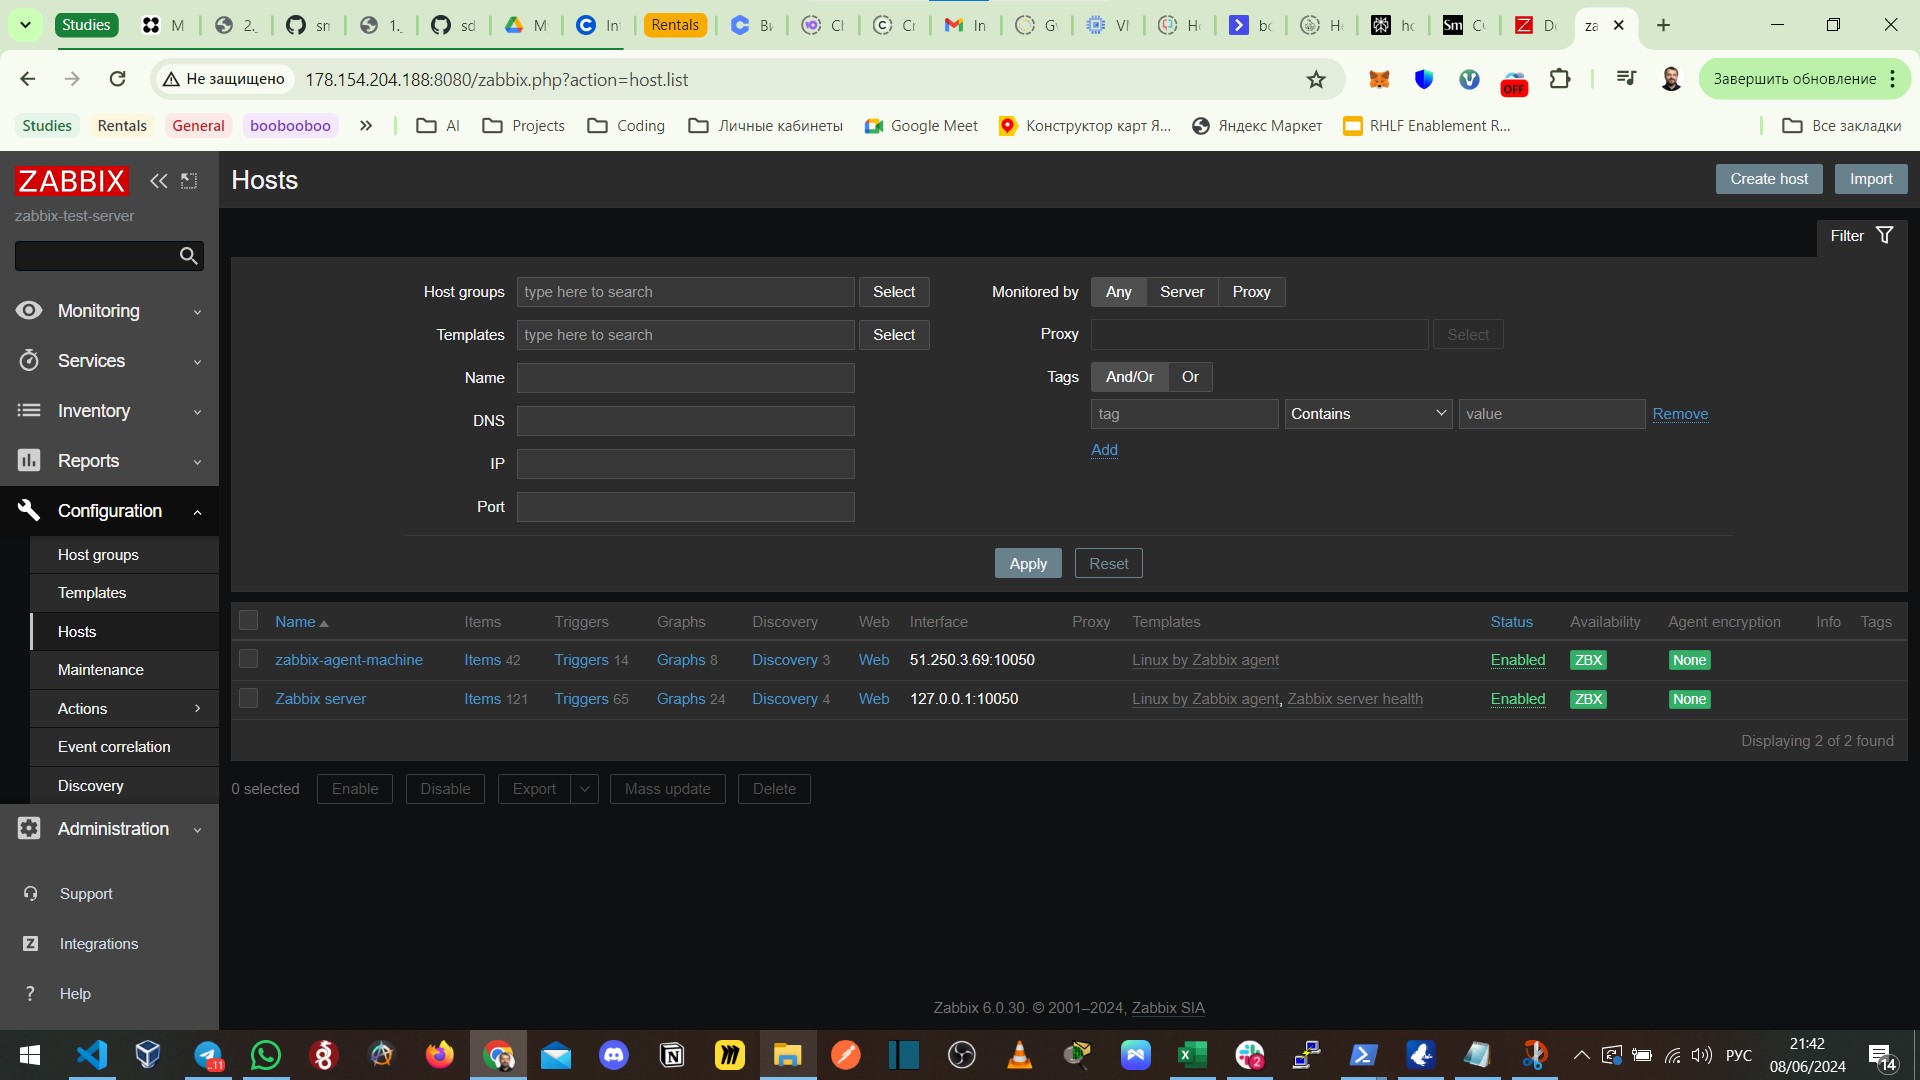 Studies M 2. sn 1. sd M In Rentals Bи Cl Cr In G VI H bc H hc Sm C D za
Не защищено 178.154.204.188:8080/zabbix.php?action=host.list OFF Завершить обновление
Studies Rentals General boobooboo AI Projects Coding Личные кабинеты Google Meet Конструктор карт Я... Яндекс Маркет RHLF Enablement R... Все закладки
ZABBIX
zabbix-test-server
Monitoring
Services
Inventory
Reports
Configuration
Host groups
Templates
Hosts
Maintenance
Actions
Event correlation
Discovery
Administration
Support
Integrations
Help
Hosts Create host Import
Filter
Host groups type here to search Select
Templates type here to search Select
Name
DNS
IP
Port
Monitored by Any Server Proxy
Proxy Select
Tags And/Or Or
tag Contains value Remove
Add
Apply Reset
Name Items Triggers Graphs Discovery Web Interface Proxy Templates Status Availability Agent encryption Info Tags
zabbix-agent-machine Items 42 Triggers 14 Graphs 8 Discovery 3 Web 51.250.3.69:10050 Linux by Zabbix agent Enabled ZBX None
Zabbix server Items 121 Triggers 65 Graphs 24 Discovery 4 Web 127.0.0.1:10050 Linux by Zabbix agent, Zabbix server health Enabled ZBX None
Displaying 2 of 2 found
0 selected Enable Disable Export Mass update Delete
Zabbix 6.0.30. © 2001–2024, Zabbix SIA
РУС 21:42
08/06/2024 14